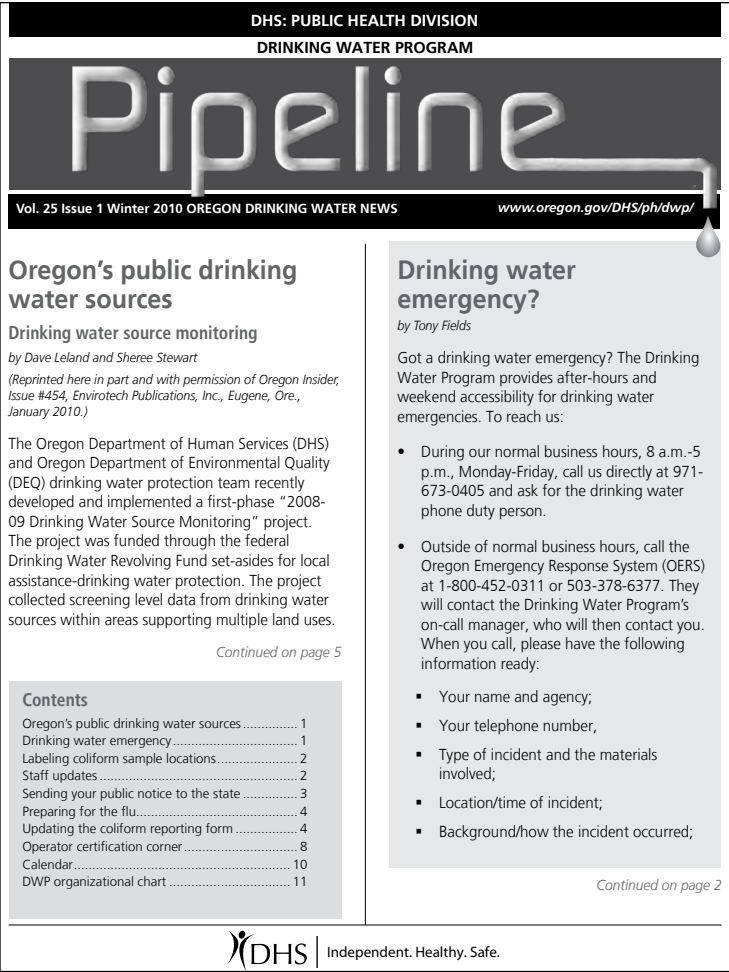 DHS: PUBLIC HEALTH DIVISION
DRINKING WATER PROGRAM
Pipeline
Vol. 25 Issue 1 Winter 2010 OREGON DRINKING WATER NEWS
www.oregon.gov/DHS/ph/dwp/
Oregon's public drinking
water sources
Drinking water source monitoring
by Dave Leland and Sheree Stewart
(Reprinted here in part and with permission of Oregon Insider,
Issue #454, Envirotech Publications, Inc., Eugene, Ore.,
January 2010.)
The Oregon Department of Human Services (DHS)
and Oregon Department of Environmental Quality
(DEQ) drinking water protection team recently
developed and implemented a first-phase "2008-
09 Drinking Water Source Monitoring" project.
The project was funded through the federal
Drinking Water Revolving Fund set-asides for local
assistance-drinking water protection. The project
collected screening level data from drinking water
sources within areas supporting multiple land uses.
Continued on page 5
Contents
Oregon's public drinking water sources ............... 1
Drinking water emergency ................................... 1
Labeling coliform sample locations ...................... 2
Staff updates ....................................................... 2
Sending your public notice to the state ............... 3
Preparing for the flu ............................................. 4
Updating the coliform reporting form ................. 4
Operator certification corner ................................ 8
Calendar ............................................................ 10
DWP organizational chart .................................. 11
Drinking water
emergency?
by Tony Fields
Got a drinking water emergency? The Drinking
Water Program provides after-hours and
weekend accessibility for drinking water
emergencies. To reach us:
• During our normal business hours, 8 a.m.-5
p.m., Monday-Friday, call us directly at 971-
673-0405 and ask for the drinking water
phone duty person.
• Outside of normal business hours, call the
Oregon Emergency Response System (OERS)
at 1-800-452-0311 or 503-378-6377. They
will contact the Drinking Water Program's
on-call manager, who will then contact you.
When you call, please have the following
information ready:
▪ Your name and agency;
▪ Your telephone number,
▪ Type of incident and the materials
involved;
▪ Location/time of incident;
▪ Background/how the incident occurred;
Continued on page 2
DHS | Independent. Healthy. Safe.